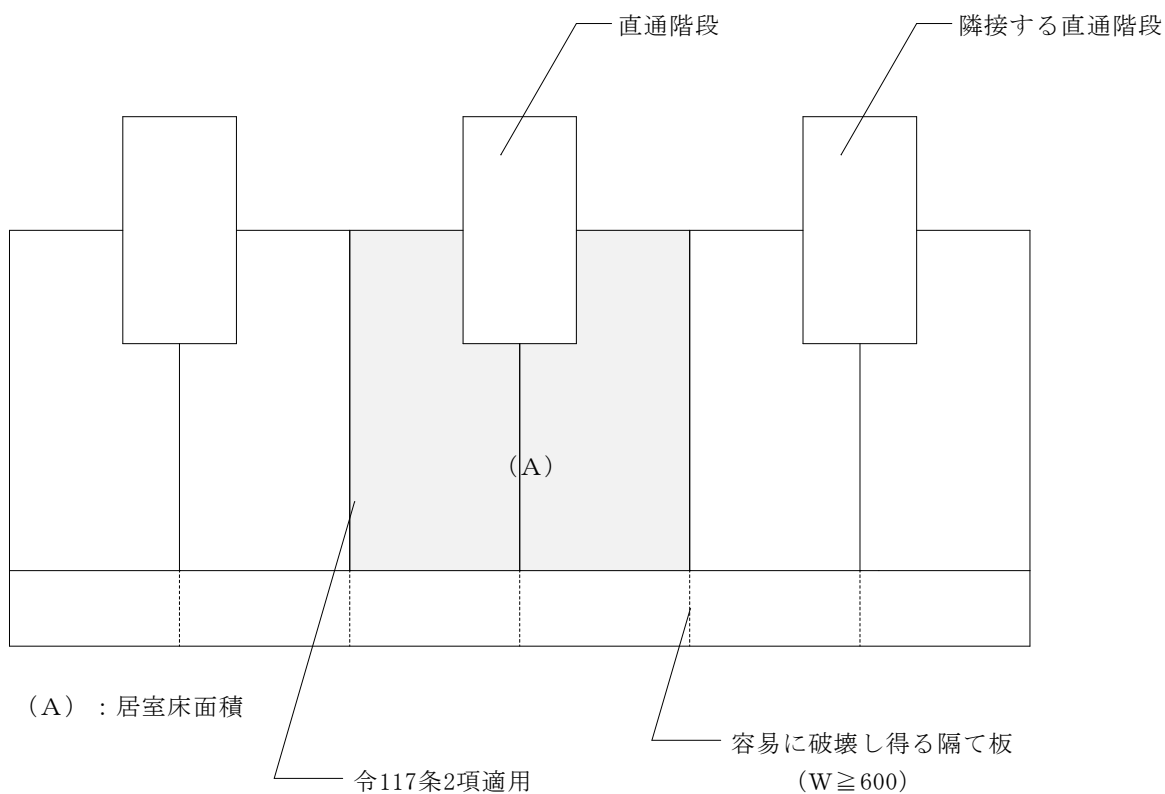 直通階段
隣接する直通階段
(A)
(A) :居室床面積
容易に破壊し得る隔て板
(W≧600)
令117条2項適用